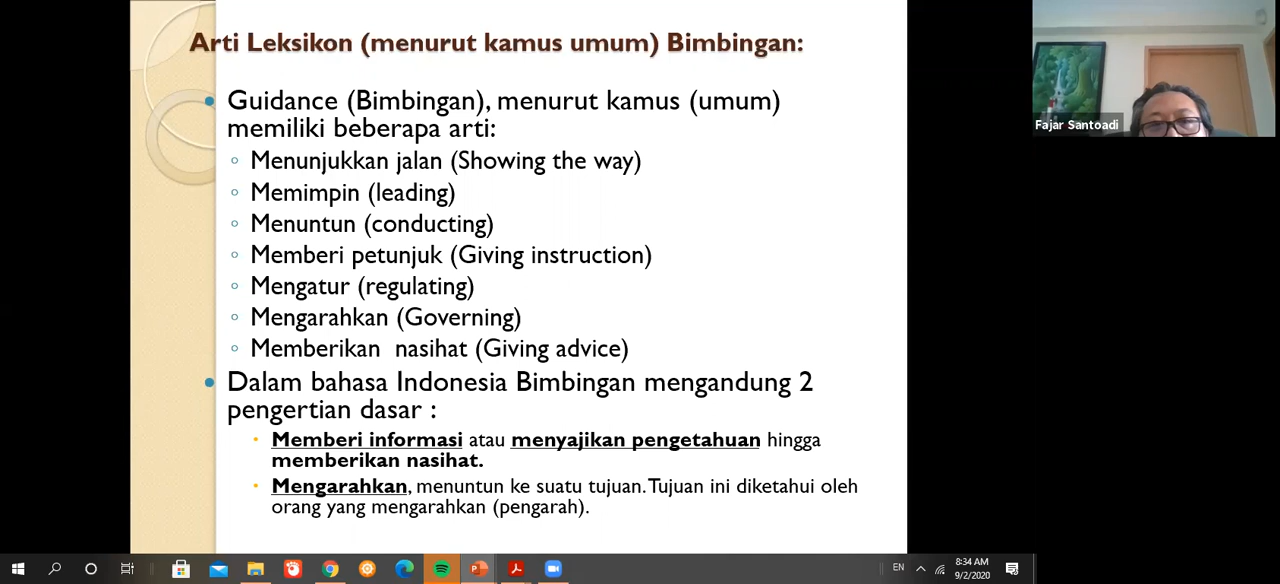 Arti Leksikon (menurut kamus umum) Bimbingan:
Guidance (Bimbingan), menurut kamus (umum)
memiliki beberapa arti:
Menunjukkan jalan (Showing the way)
Memimpin (leading)
Menuntun (conducting)
Memberi petunjuk (Giving instruction)
Mengatur (regulating)
Mengarahkan (Governing)
Memberikan nasihat (Giving advice)
Dalam bahasa Indonesia Bimbingan mengandung 2
pengertian dasar :
Memberi informasi atau menyajikan pengetahuan hingga
memberikan nasihat.
Mengarahkan, menuntun ke suatu tujuan. Tujuan ini diketahui oleh
orang yang mengarahkan (pengarah).
Fajar Santoadi
EN
8:34 AM
9/2/2020